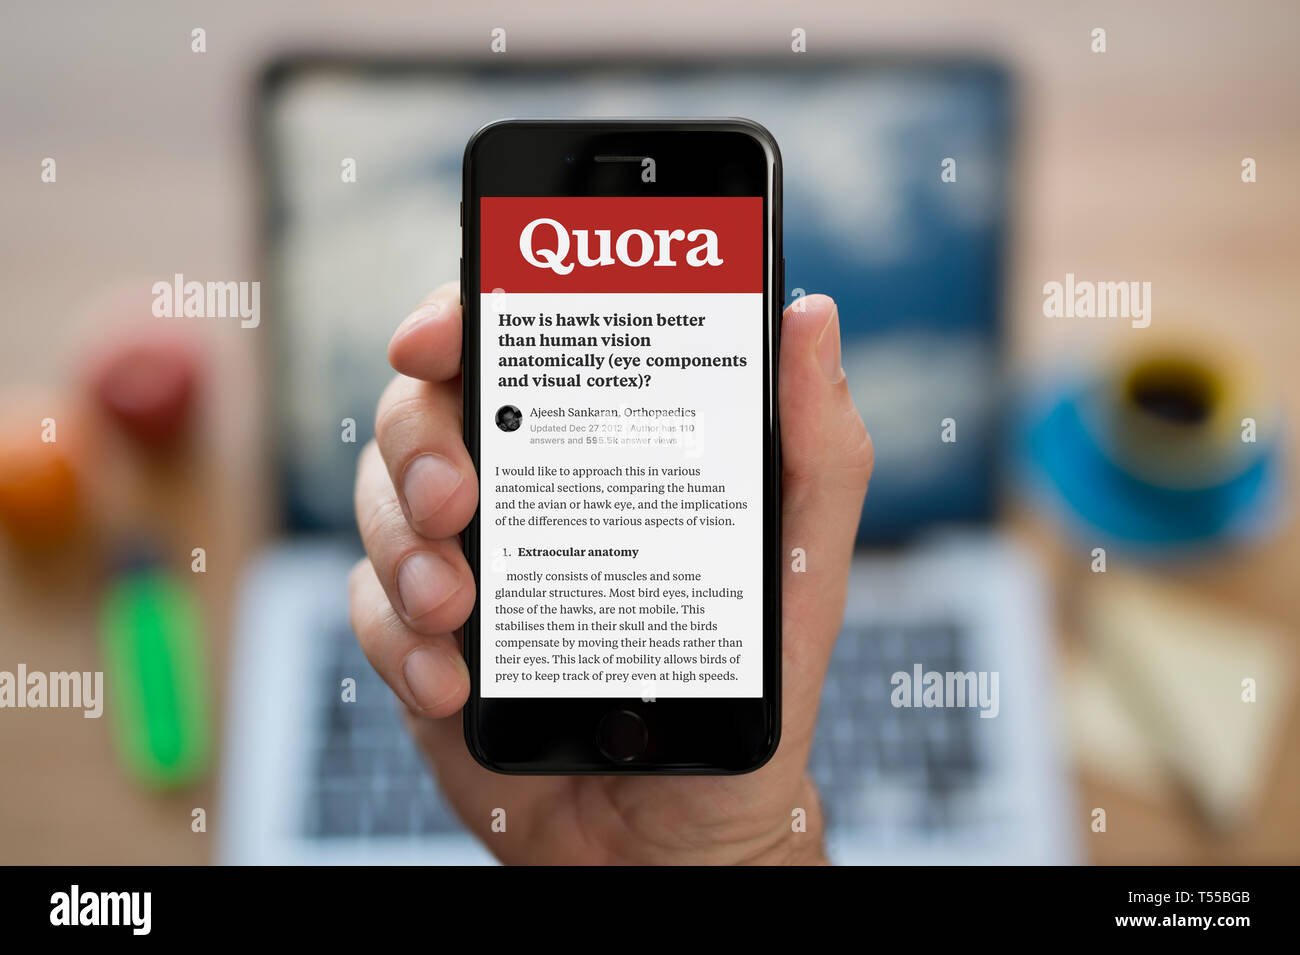 Quora
How is hawk vision better
than human vision
anatomically (eye components
and visual cortex)?
Ajeesh Sankaran, Orthopaedics
Updated Dec 27 2012 · Author has 110
answers and 595.5k answer views
I would like to approach this in various
anatomical sections, comparing the human
and the avian or hawk eye, and the implications
of the differences to various aspects of vision.
1. Extraocular anatomy
mostly consists of muscles and some
glandular structures. Most bird eyes, including
those of the hawks, are not mobile. This
stabilises them in their skull and the birds
compensate by moving their heads rather than
their eyes. This lack of mobility allows birds of
prey to keep track of prey even at high speeds.
a a a a
a a a a
alamy alamy
a a a
a a a
alamy alamy
a a a
a a a a
alamy
Image ID: T55BGB
www.alamy.com